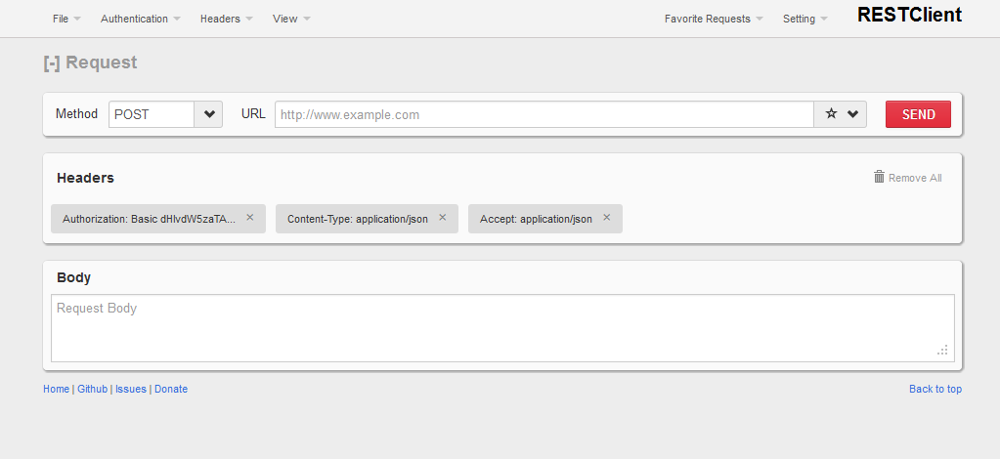 File Authentication Headers View Favorite Requests Setting RESTClient
[-] Request
Method POST URL http://www.example.com SEND
Headers Remove All
Authorization: Basic dHlvdW5zaTA... × Content-Type: application/json × Accept: application/json ×
Body
Request Body
Home | Github | Issues | Donate Back to top